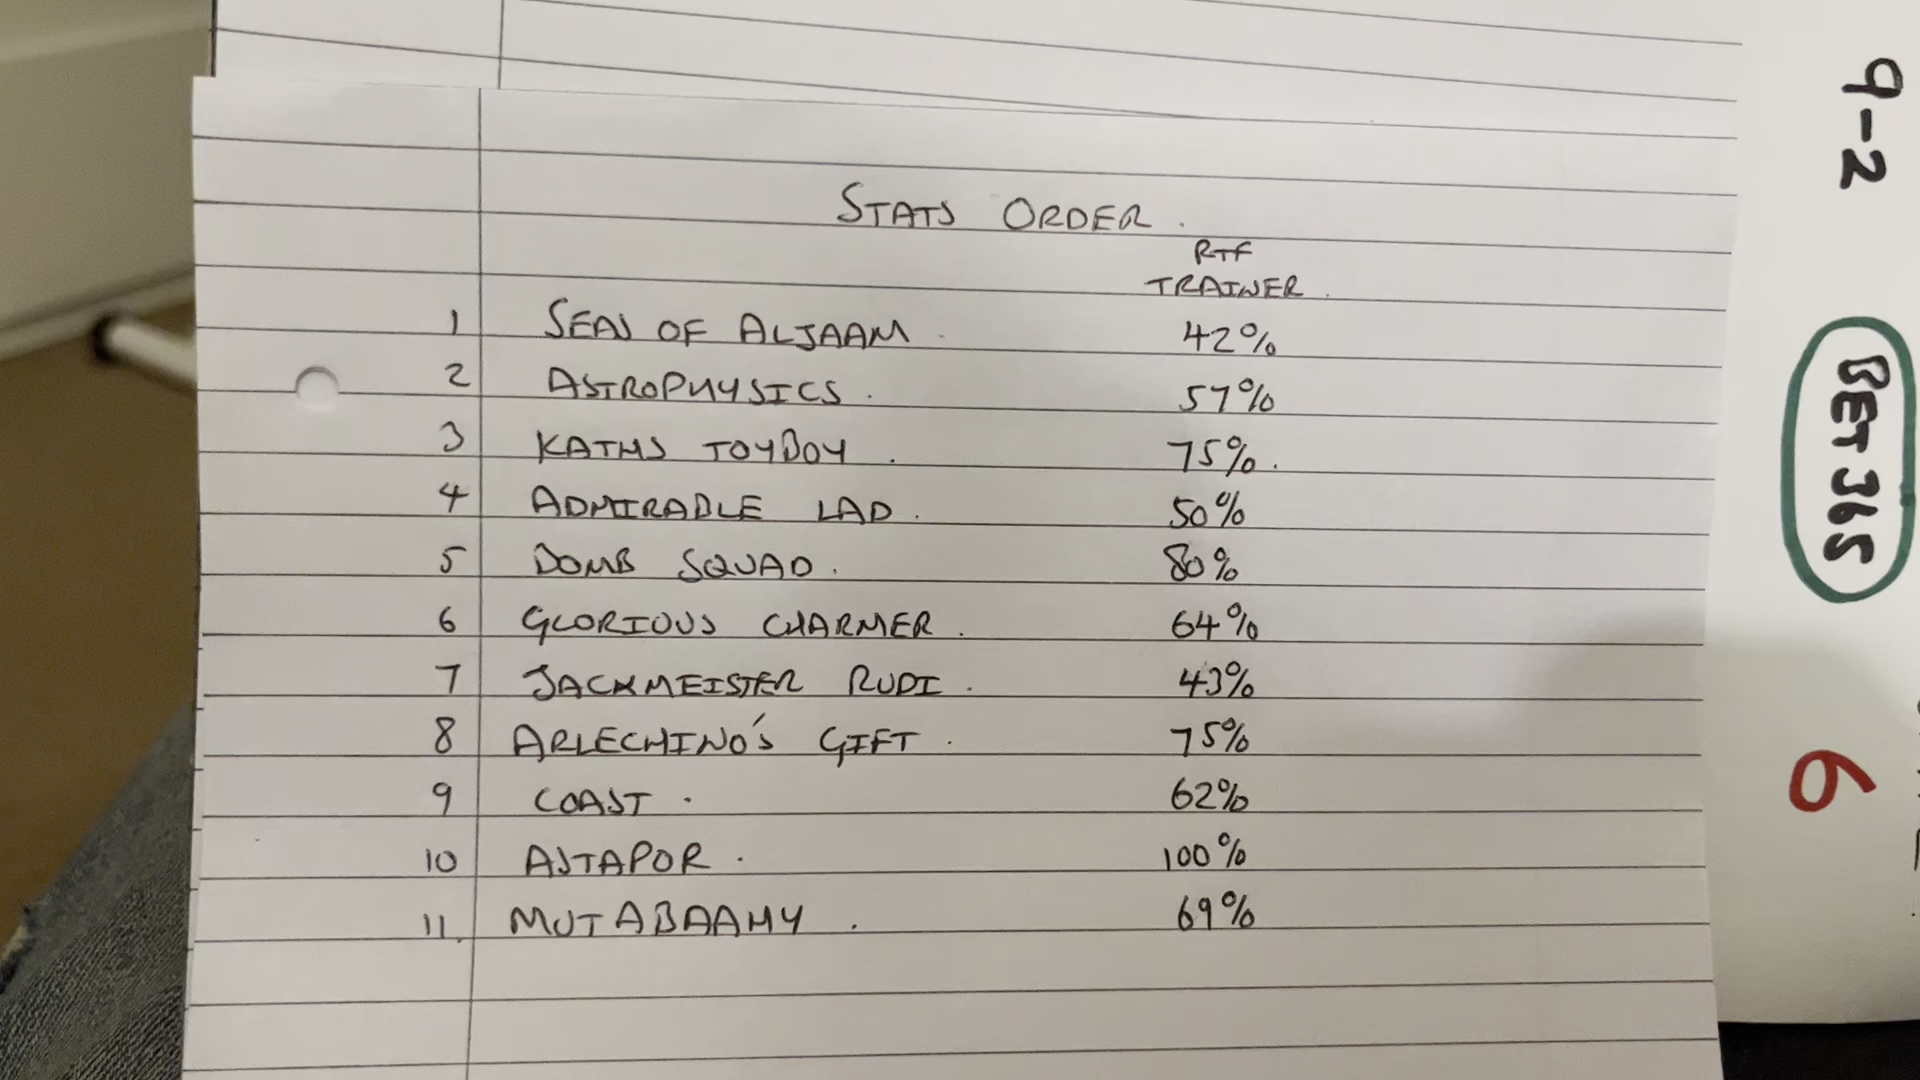 STATS ORDER.
RTF
TRAINER.
1 SEAS OF ALJAAM. 42%
2 ASTROPHYSICS. 57%
3 KATHS TOYBOY. 75%.
4 ADMIRABLE LAD. 50%
5 BOMB SQUAD. 80%
6 GLORIOUS CHARMER. 64%
7 JACKMEISTER RUDI. 43%
8 ARLECHINO'S GIFT. 75%
9 COAST. 62%
10 ASTAPOR. 100%
11. MUTABAAHY. 69%
9-2
BET365
6